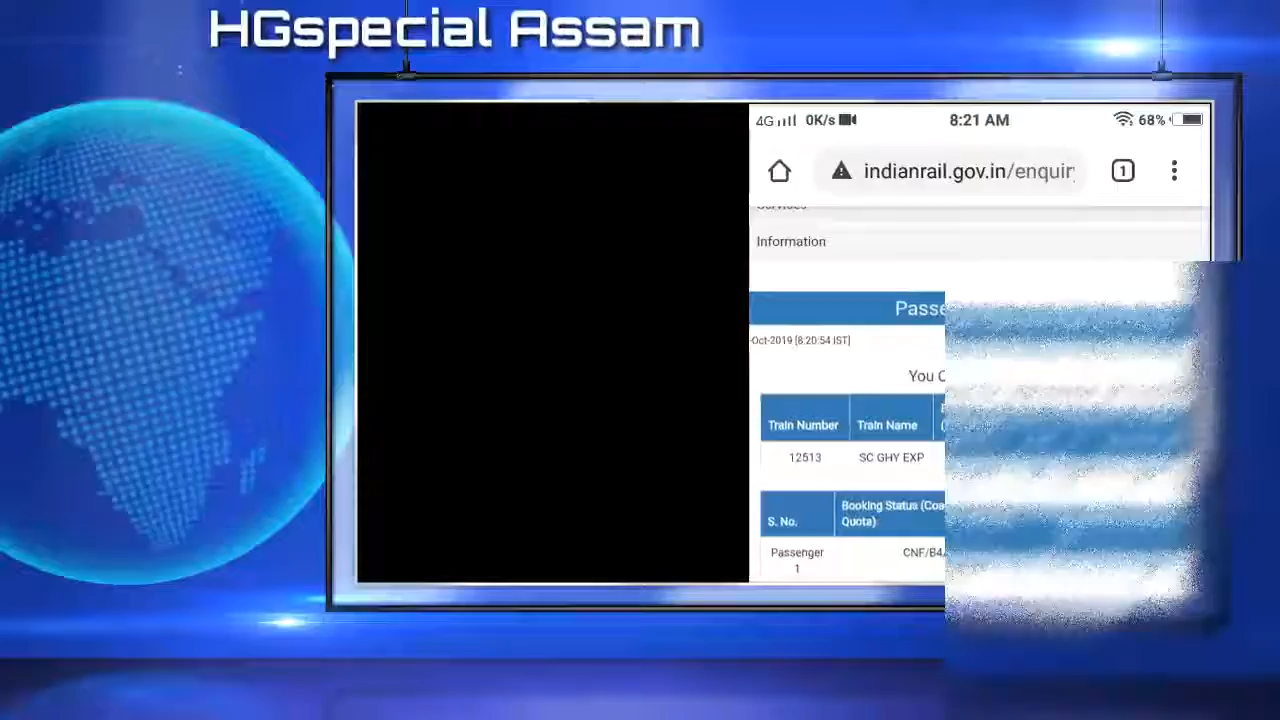 HGspecial Assam
4G 0K/s 8:21 AM 68%
indianrail.gov.in/enquiry
1
Services
Information
Passe
-Oct-2019 [8:20:54 IST]
You C
Train Number Train Name
12513 SC GHY EXP
S. No. Booking Status (Coa
Quota)
Passenger CNF/B4/
1